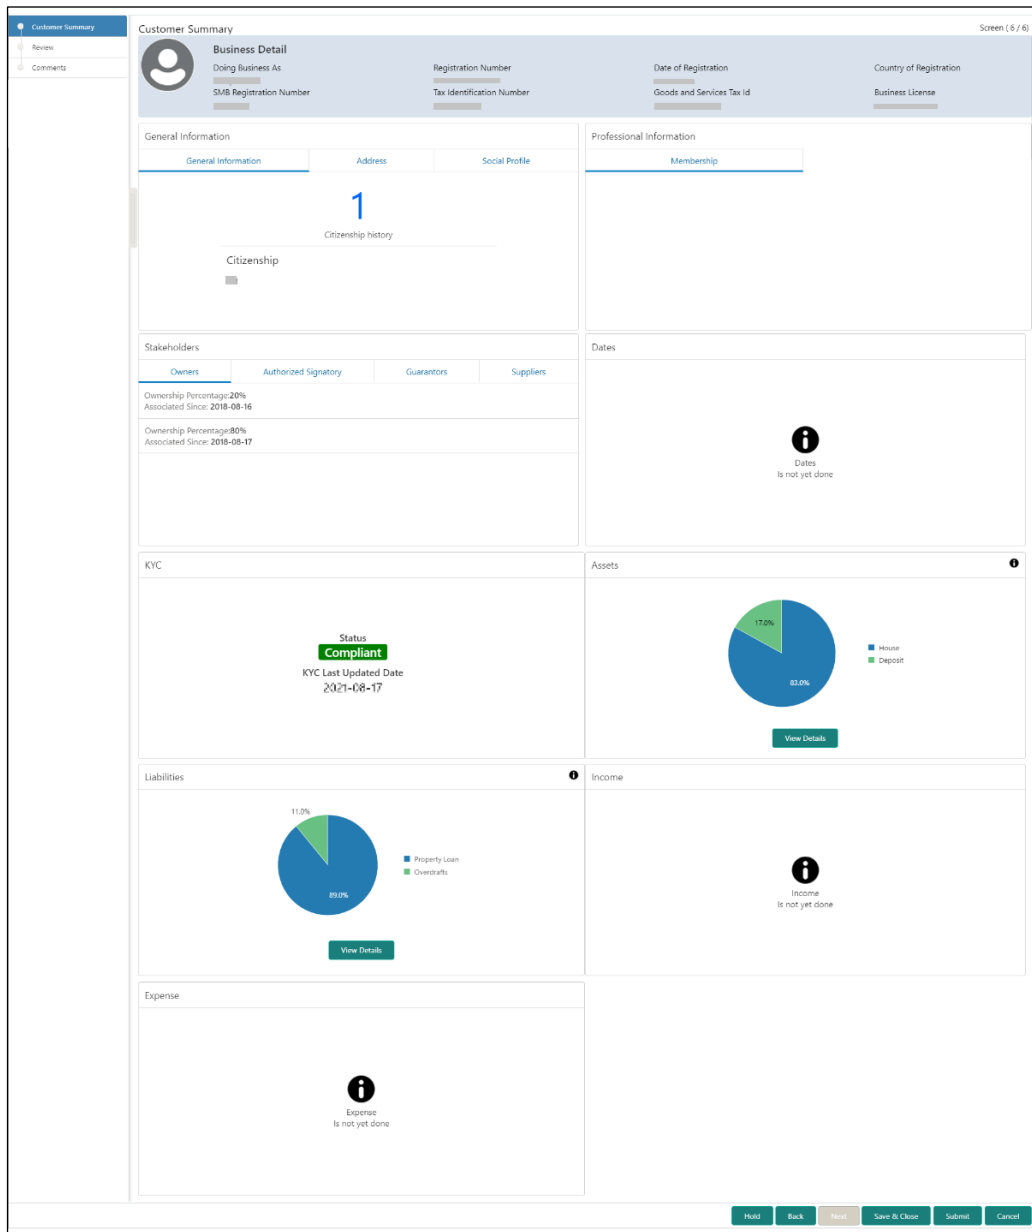 Customer Summary
Review
Comments
Customer Summary
Screen ( 6 / 6)
Business Detail
Doing Business As
Registration Number
Date of Registration
Country of Registration
SMB Registration Number
Tax Identification Number
Goods and Services Tax Id
Business License
General Information
General Information
Address
Social Profile
1
Citizenship history
Citizenship
Professional Information
Membership
Stakeholders
Owners
Authorized Signatory
Guarantors
Suppliers
Ownership Percentage:20%
Associated Since: 2018-08-16
Ownership Percentage:80%
Associated Since: 2018-08-17
Dates
Dates
Is not yet done
KYC
Status
Compliant
KYC Last Updated Date
2021-08-17
Assets
17.0%
83.0%
House
Deposit
View Details
Liabilities
11.0%
89.0%
Property Loan
Overdrafts
View Details
Income
Income
Is not yet done
Expense
Expense
Is not yet done
Hold
Back
Next
Save & Close
Submit
Cancel